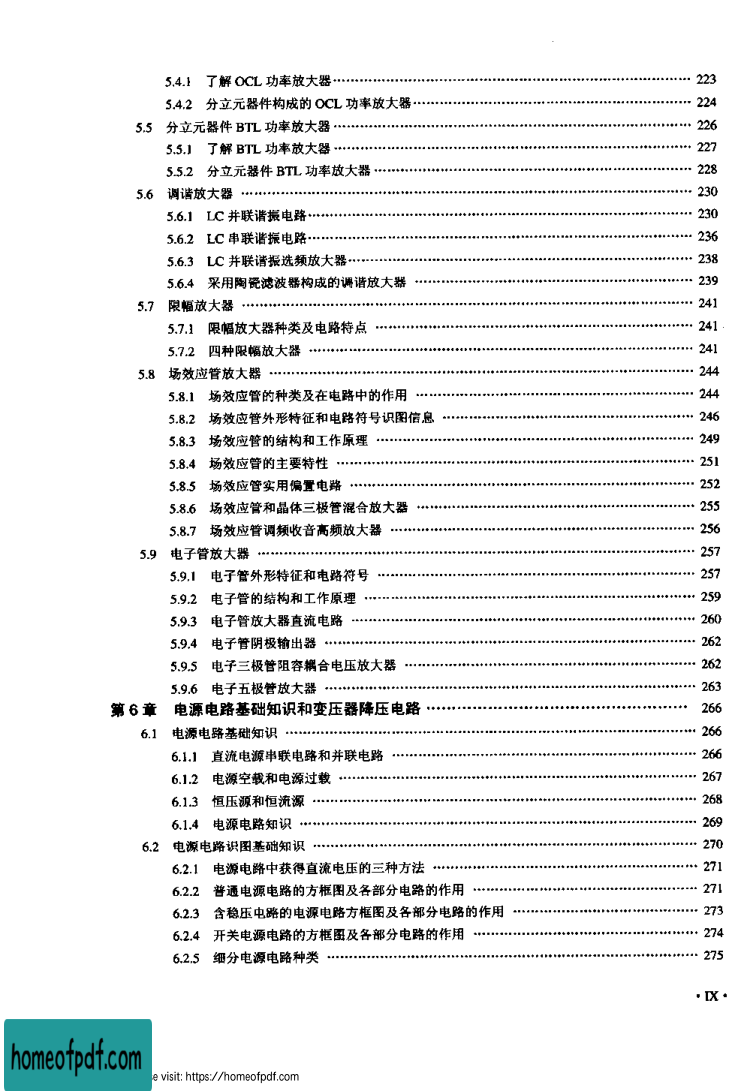 5.4.1 了解 OCL 功率放大器 …… 223
5.4.2 分立元器件构成的 OCL 功率放大器 …… 224
5.5 分立元器件 BTL 功率放大器 …… 226
5.5.1 了解 BTL 功率放大器 …… 227
5.5.2 分立元器件 BTL 功率放大器 …… 228
5.6 调谐放大器 …… 230
5.6.1 LC 并联谐振电路 …… 230
5.6.2 LC 串联谐振电路 …… 236
5.6.3 LC 并联谐振选频放大器 …… 238
5.6.4 采用陶瓷滤波器构成的调谐放大器 …… 239
5.7 限幅放大器 …… 241
5.7.1 限幅放大器种类及电路特点 …… 241
5.7.2 四种限幅放大器 …… 241
5.8 场效应管放大器 …… 244
5.8.1 场效应管的种类及在电路中的作用 …… 244
5.8.2 场效应管外形特征和电路符号识图信息 …… 246
5.8.3 场效应管的结构和工作原理 …… 249
5.8.4 场效应管的主要特性 …… 251
5.8.5 场效应管实用偏置电路 …… 252
5.8.6 场效应管和晶体三极管混合放大器 …… 255
5.8.7 场效应管调频收音高频放大器 …… 256
5.9 电子管放大器 …… 257
5.9.1 电子管外形特征和电路符号 …… 257
5.9.2 电子管的结构和工作原理 …… 259
5.9.3 电子管放大器直流电路 …… 260
5.9.4 电子管阴极输出器 …… 262
5.9.5 电子三极管阻容耦合电压放大器 …… 262
5.9.6 电子五极管放大器 …… 263
第 6 章 电源电路基础知识和变压器降压电路 …… 266
6.1 电源电路基础知识 …… 266
6.1.1 直流电源串联电路和并联电路 …… 266
6.1.2 电源空载和电源过载 …… 267
6.1.3 恒压源和恒流源 …… 268
6.1.4 电源电路知识 …… 269
6.2 电源电路识图基础知识 …… 270
6.2.1 电源电路中获得直流电压的三种方法 …… 271
6.2.2 普通电源电路的方框图及各部分电路的作用 …… 271
6.2.3 含稳压电路的电源电路方框图及各部分电路的作用 …… 273
6.2.4 开关电源电路的方框图及各部分电路的作用 …… 274
6.2.5 细分电源电路种类 …… 275
• IX •
homeofpdf.com
se visit: https://homeofpdf.com